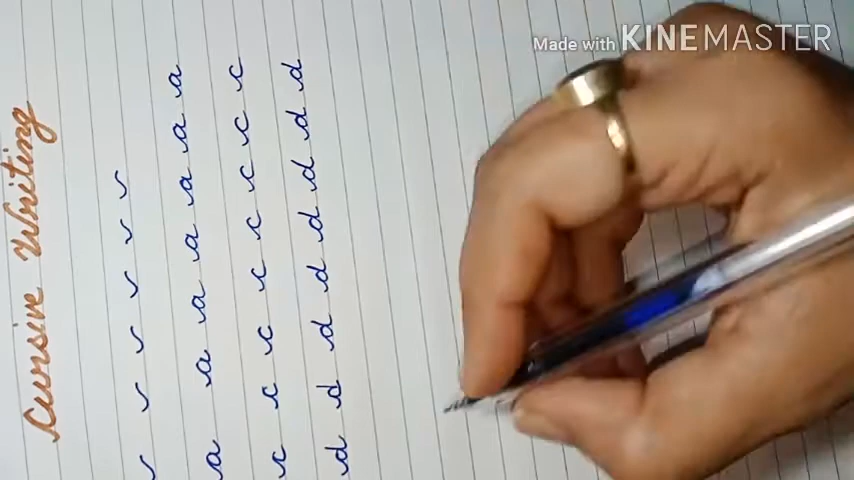 Made with KINEMASTER
Cursive Writing
a a a a a a a
c c c c c c c c
d d d d d d d d